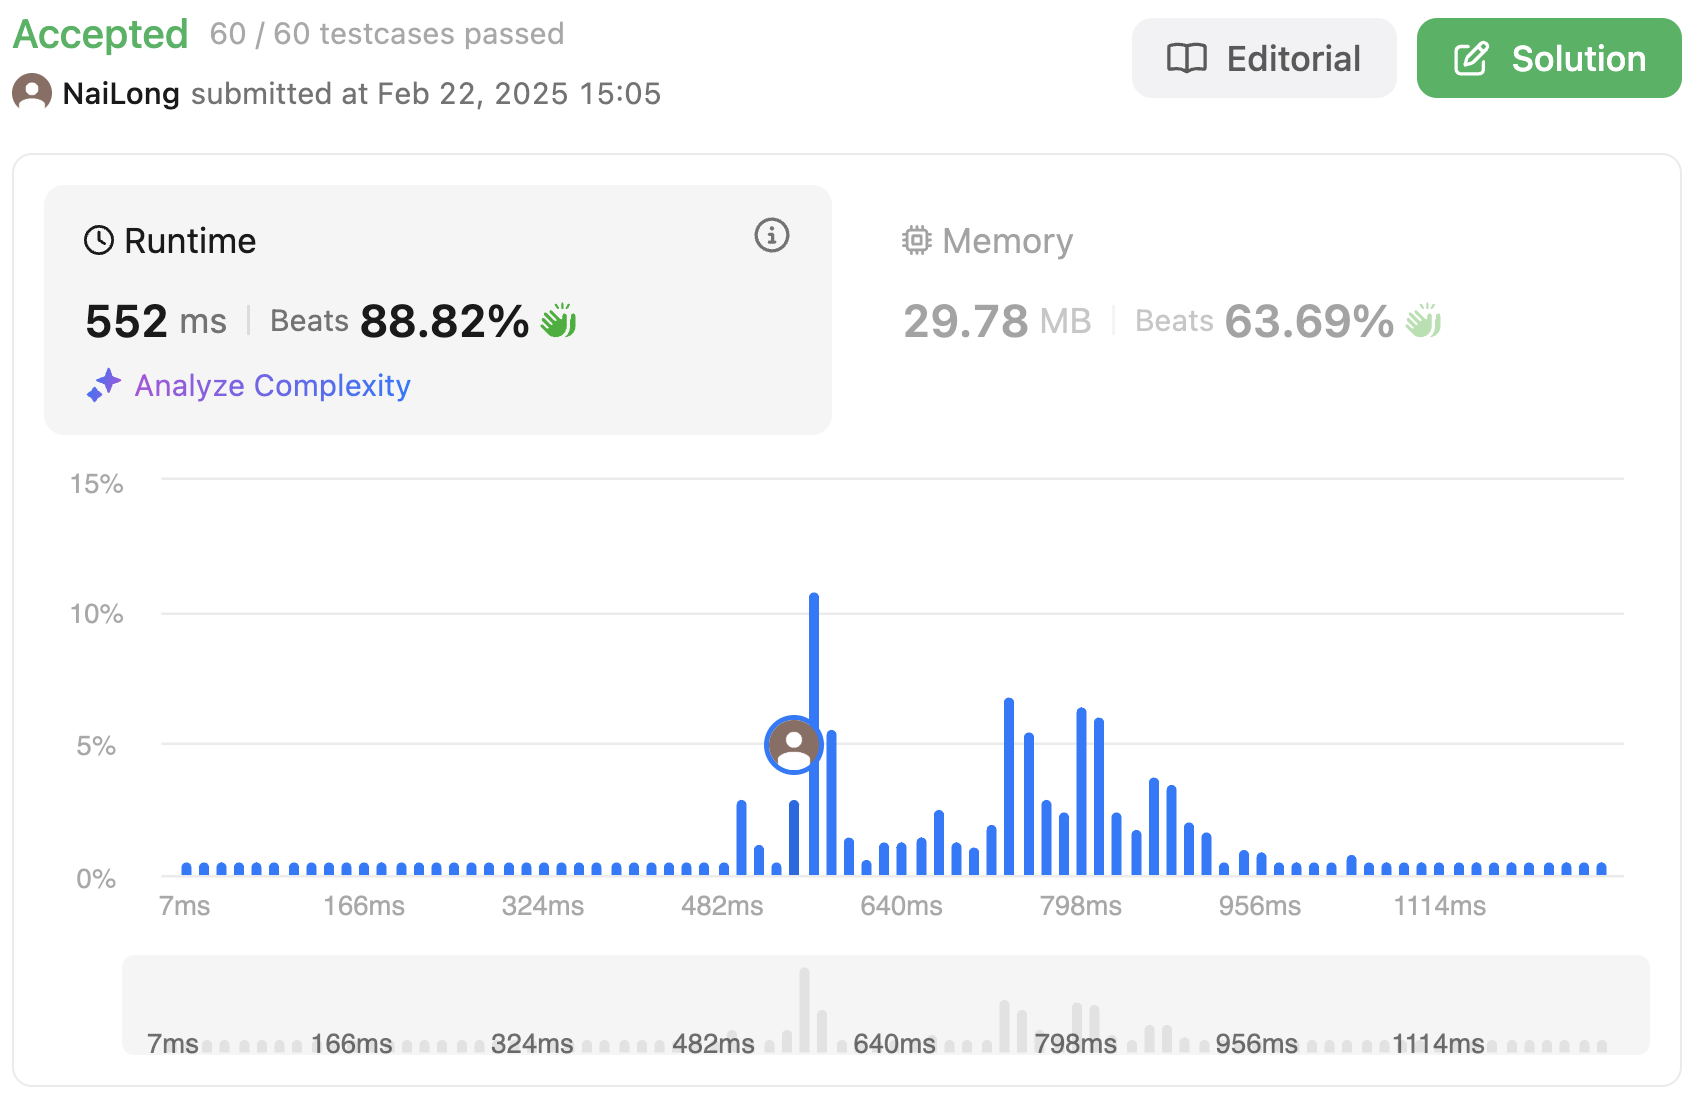 Accepted 60 / 60 testcases passed
Editorial
Solution
NaiLong submitted at Feb 22, 2025 15:05
Runtime
552 ms | Beats 88.82%
Analyze Complexity
Memory
29.78 MB | Beats 63.69%
15%
10%
5%
0%
7ms 166ms 324ms 482ms 640ms 798ms 956ms 1114ms
7ms 166ms 324ms 482ms 640ms 798ms 956ms 1114ms